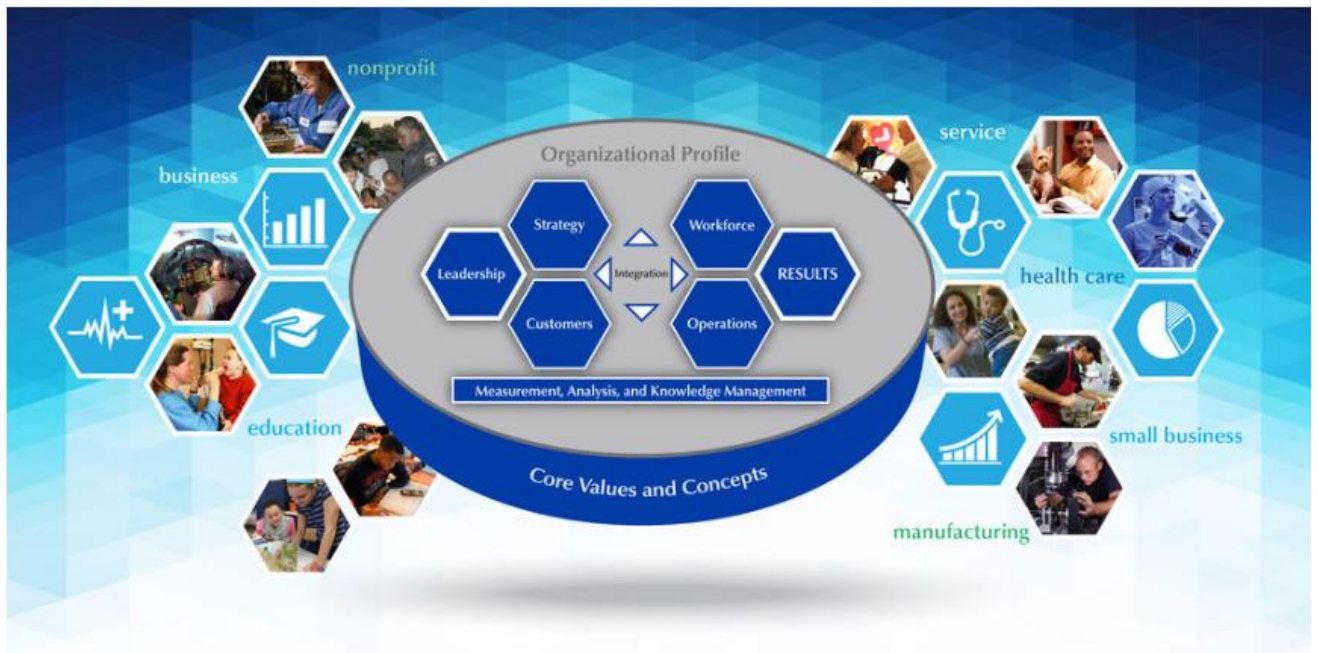 nonprofit
business
education
Organizational Profile
Strategy
Workforce
Leadership
Integration
RESULTS
Customers
Operations
Measurement, Analysis, and Knowledge Management
Core Values and Concepts
service
health care
small business
manufacturing